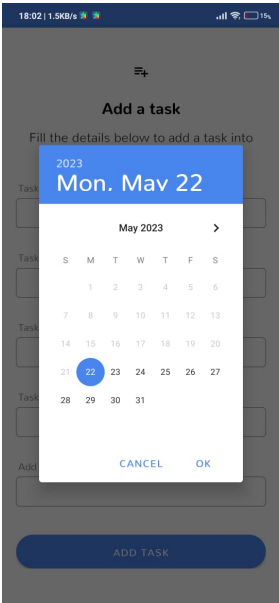 18:02 | 1.5KB/s
15%
Add a task
Fill the details below to add a task into
Task
Task
Task
Task
Add
2023
Mon, May 22
May 2023
S M T W T F S
1 2 3 4 5 6
7 8 9 10 11 12 13
14 15 16 17 18 19 20
21 22 23 24 25 26 27
28 29 30 31
CANCEL OK
ADD TASK